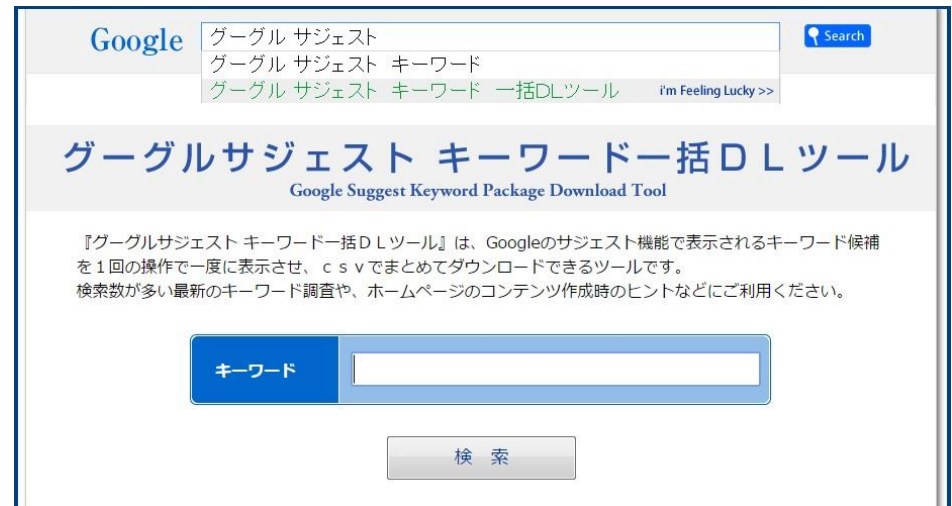 Google グーグル サジェスト Search
グーグル サジェスト キーワード
グーグル サジェスト キーワード 一括DLツール i'm Feeling Lucky >>
グーグルサジェスト キーワード一括ＤＬツール
Google Suggest Keyword Package Download Tool
『グーグルサジェスト キーワード一括ＤＬツール』は、Googleのサジェスト機能で表示されるキーワード候補
を１回の操作で一度に表示させ、ｃｓｖでまとめてダウンロードできるツールです。
検索数が多い最新のキーワード調査や、ホームページのコンテンツ作成時のヒントなどにご利用ください。
キーワード
検 索